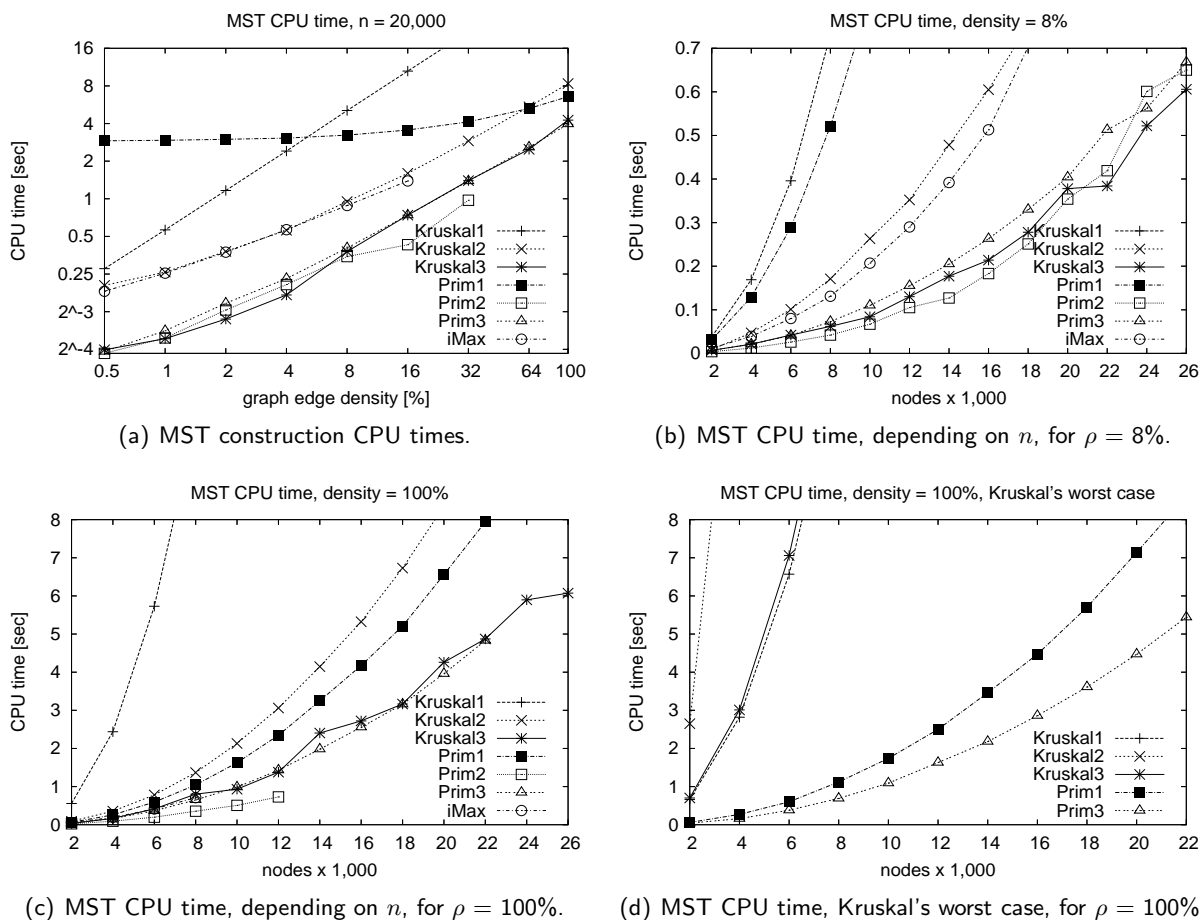 MST CPU time, n = 20,000
CPU time [sec]
16
8
4
2
1
0.5
0.25
2^-3
2^-4
Kruskal1
Kruskal2
Kruskal3
Prim1
Prim2
Prim3
iMax
0.5 1 2 4 8 16 32 64 100
graph edge density [%]
(a) MST construction CPU times.
MST CPU time, density = 8%
CPU time [sec]
0.7
0.6
0.5
0.4
0.3
0.2
0.1
0
Kruskal1
Kruskal2
Kruskal3
Prim1
Prim2
Prim3
iMax
2 4 6 8 10 12 14 16 18 20 22 24 26
nodes x 1,000
(b) MST CPU time, depending on n, for ρ = 8%.
MST CPU time, density = 100%
CPU time [sec]
8
7
6
5
4
3
2
1
0
Kruskal1
Kruskal2
Kruskal3
Prim1
Prim2
Prim3
iMax
2 4 6 8 10 12 14 16 18 20 22 24 26
nodes x 1,000
(c) MST CPU time, depending on n, for ρ = 100%.
MST CPU time, density = 100%, Kruskal's worst case
CPU time [sec]
8
7
6
5
4
3
2
1
0
Kruskal1
Kruskal2
Kruskal3
Prim1
Prim3
2 4 6 8 10 12 14 16 18 20 22
nodes x 1,000
(d) MST CPU time, Kruskal's worst case, for ρ = 100%